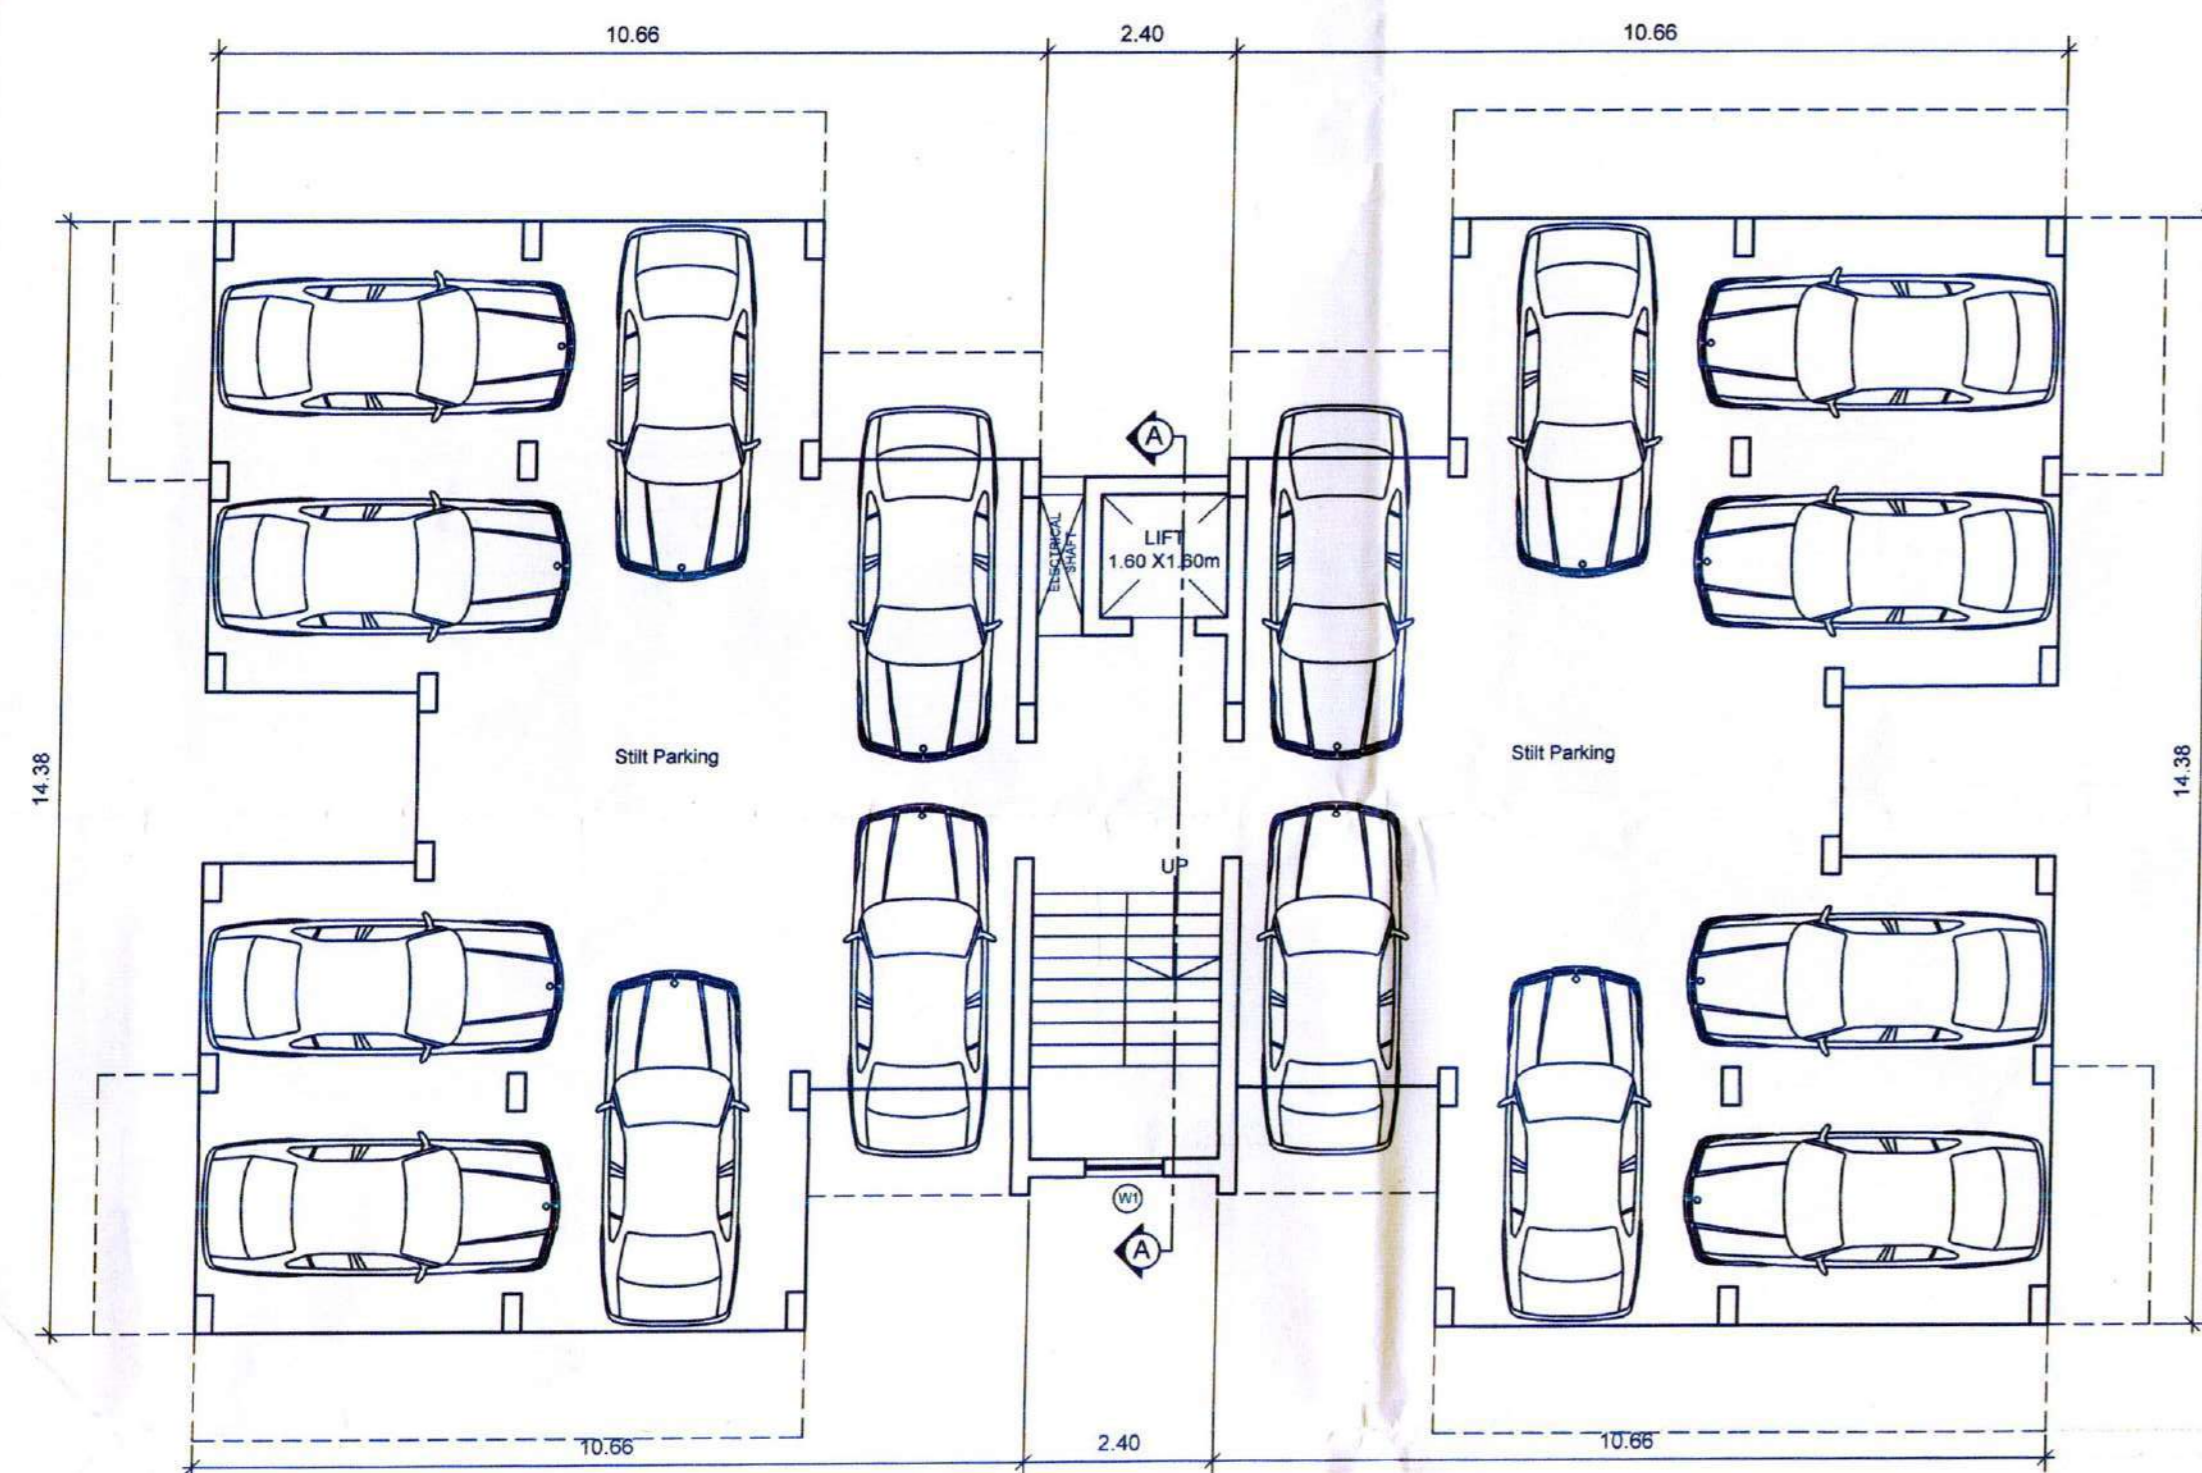 10.66 2.40 10.66
A
ELECTRICAL
SHAFT
LIFT
1.60 X1.60m
Stilt Parking
Stilt Parking
14.38
14.38
UP
W1
A
10.66 2.40 10.66